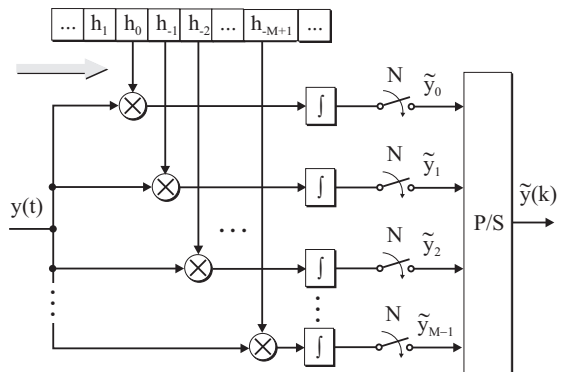 ... h₁ h₀ h₋₁ h₋₂ ... h₋M+1 ...
N ỹ₀
∫
N ỹ₁
∫
y(t) ỹ(k)
P/S
...
N ỹ₂
∫
N ỹM−1
∫